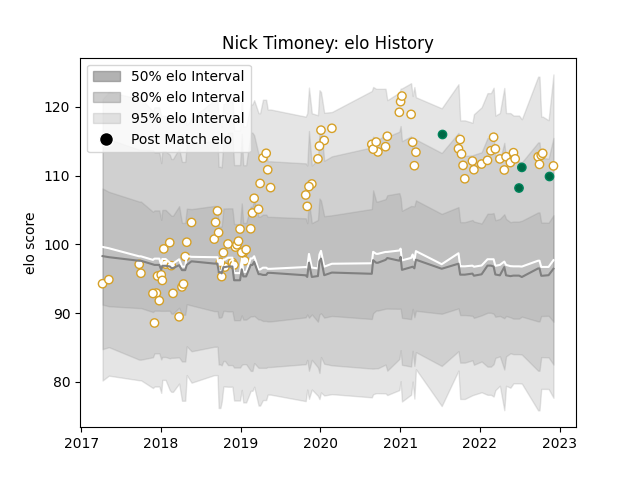 Nick Timoney: elo History
50% elo Interval
80% elo Interval
95% elo Interval
Post Match elo
elo score
120
110
100
90
80
2017
2018
2019
2020
2021
2022
2023